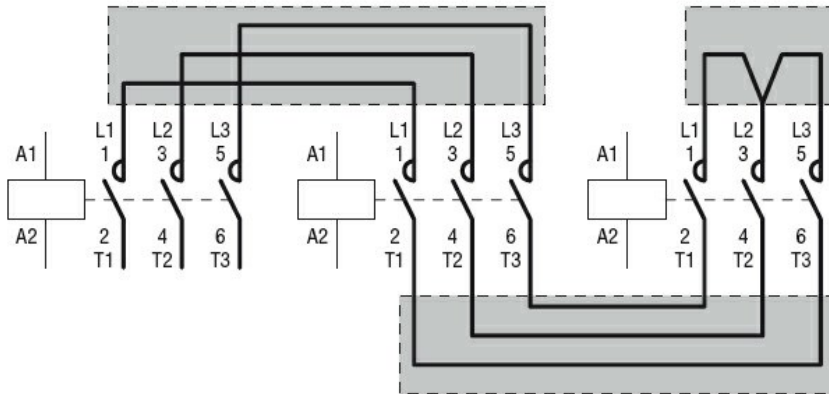 L1 L2 L3 L1 L2 L3 L1 L2 L3
A1 1 3 5 A1 1 3 5 A1 1 3 5
A2 2 4 6 A2 2 4 6 A2 2 4 6
T1 T2 T3 T1 T2 T3 T1 T2 T3